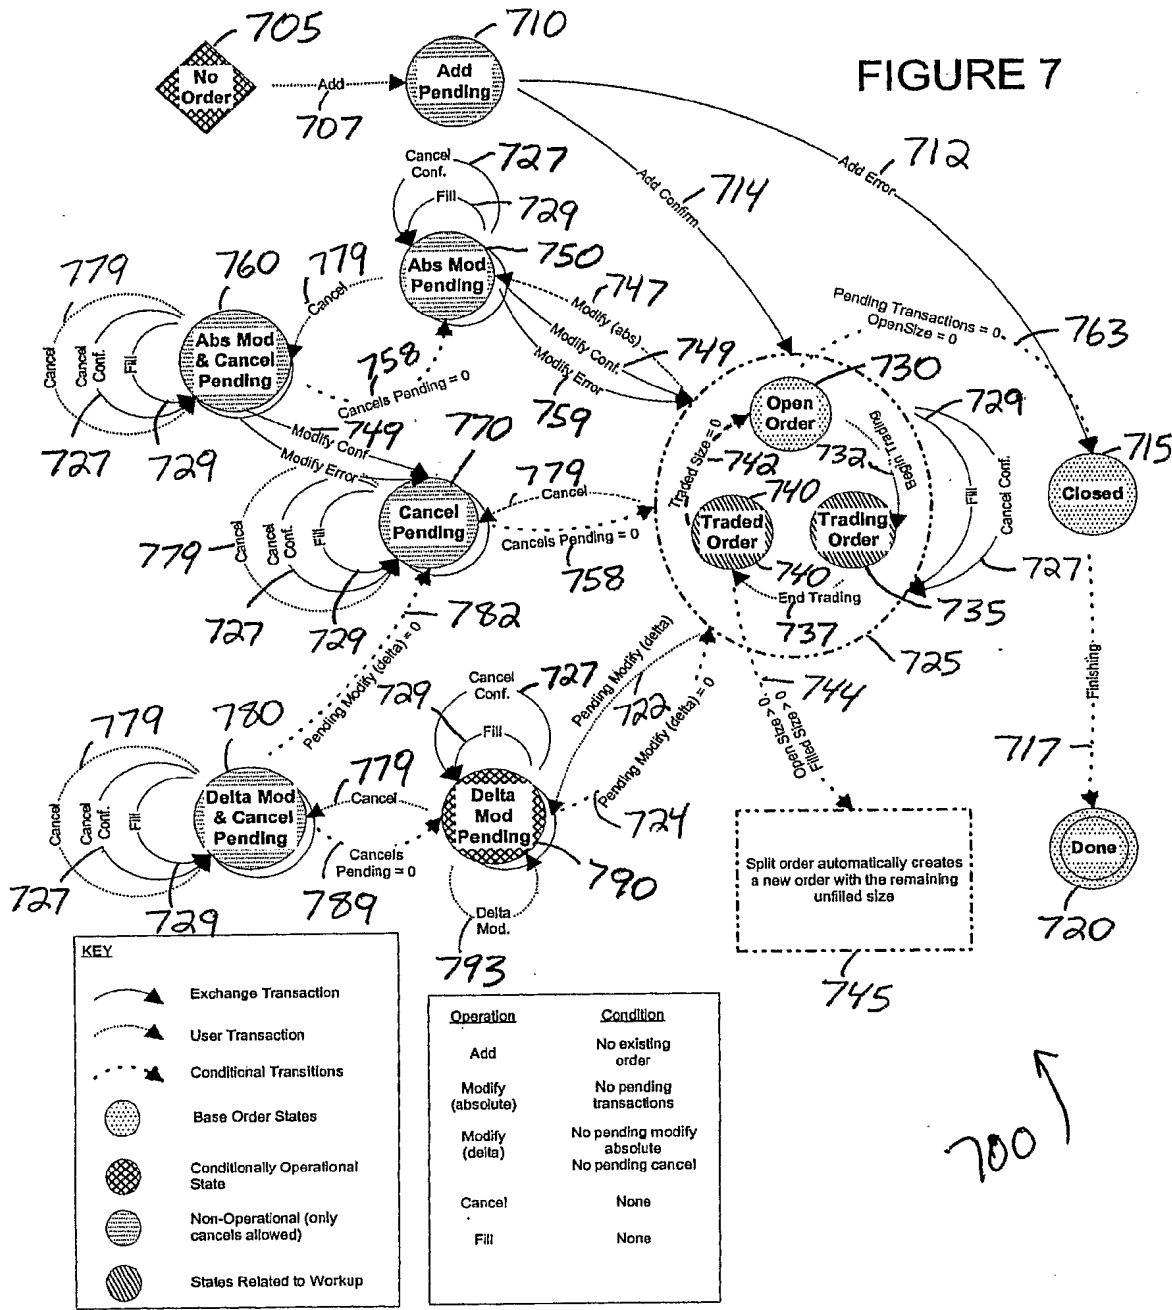 705
710
FIGURE 7
No
Order
Add
707
Add
Pending
712
Add Error
714
Add Confirm
Cancel
Conf.
727
Fill
729
750
Abs Mod
Pending
779
760
779
Cancel
Modify (abs)
747
Modify Conf.
749
Modify Error
759
Pending Transactions = 0
OpenSize = 0
763
Abs Mod
& Cancel
Pending
Cancel
Cancel
Conf.
Fill
727
729
758
Cancels Pending = 0
749
Modify Conf
Modify Error
770
730
Open
Order
Traded Size = 0
742
732
Begin Trading
729
Fill
Cancel Conf.
727
715
Closed
779
Cancel
Cancel
Conf.
Fill
727
729
Cancel
Pending
779
Cancel
Cancels Pending = 0
758
740
Traded
Order
740
Trading
Order
End Trading
737
735
725
782
Pending Modify (delta) = 0
729
Cancel
Conf.
727
Fill
Pending Modify (delta)
722
Pending Modify (delta) = 0
724
744
Open Size > 0
Filled Size > 0
Finishing
717
779
780
Cancel
Cancel
Conf.
Fill
727
729
Delta Mod
& Cancel
Pending
779
Cancel
Cancels
Pending = 0
789
Delta
Mod
Pending
790
Delta
Mod.
793
Split order automatically creates
a new order with the remaining
unfilled size
745
Done
720
KEY
Exchange Transaction
User Transaction
Conditional Transitions
Base Order States
Conditionally Operational
State
Non-Operational (only
cancels allowed)
States Related to Workup
Operation Condition
Add No existing
order
Modify No pending
(absolute) transactions
Modify No pending modify
(delta) absolute
No pending cancel
Cancel None
Fill None
700